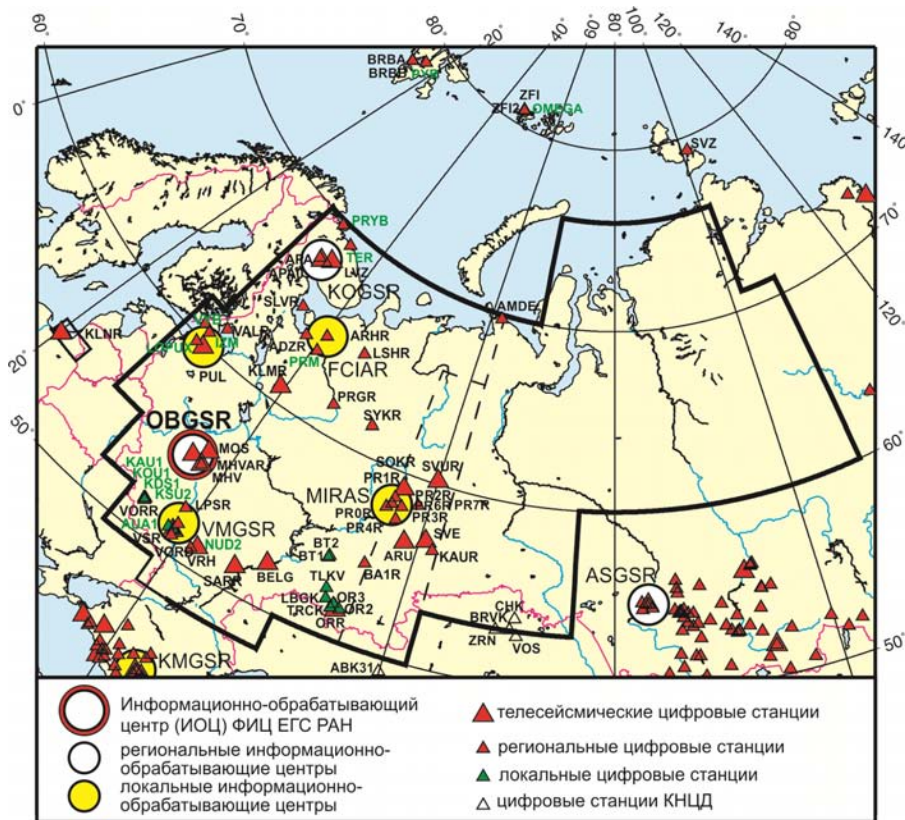 60°
70°
80°
20°
40°
60°
80°
100°
120°
140°
80°
0°
20°
50°
140°
70°
120°
60°
50°
BRBA
BRBB
ZFI
ZFI2
OMEGA
SVZ
PRYB
TER
APA
LVZ
KOGSR
AMDE
SLVR
VALR
IZM
KLNR
PUL
ADZR
ARHR
PRM
FCIAR
LSHR
KLMR
PRGR
SYKR
OBGSR
MOS
MHVAR
MHV
KAU1
KOU1
KDS1
KSU2
LPSR
VORR
AUA1
VSR
VMGSR
VRH
NUD2
SARR
BELG
SOKR
SVUR
PR1R
PR2R
MIRAS
PR6R
PR7R
PR0R
PR3R
PR4R
SVE
ARU
KAUR
BT2
BT1
BA1R
TLKV
LBGK
OR3
TRCK
OR2
ORR
ABK31
CHK
BRVK
ZRN
VOS
ASGSR
KMGSR
Информационно-обрабатывающий
центр (ИОЦ) ФИЦ ЕГС РАН
региональные информационно-
обрабатывающие центры
локальные информационно-
обрабатывающие центры
телесейсмические цифровые станции
региональные цифровые станции
локальные цифровые станции
цифровые станции КНЦД